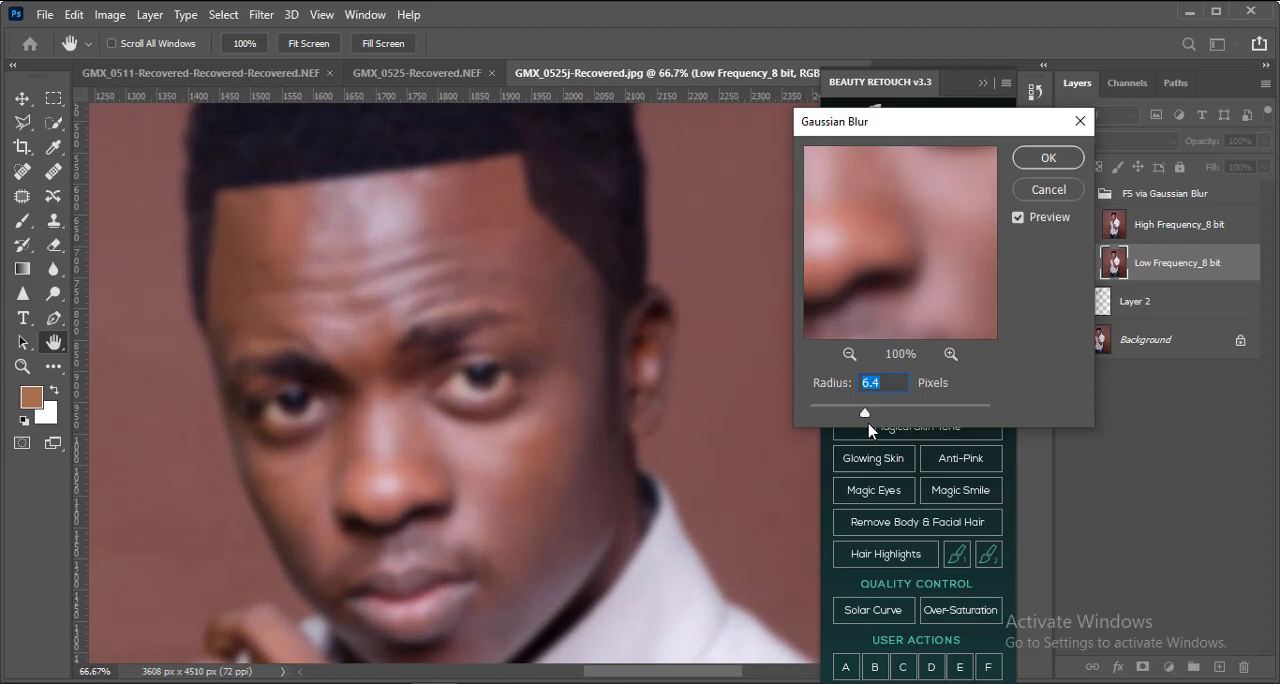 Ps File Edit Image Layer Type Select Filter 3D View Window Help
Scroll All Windows 100% Fit Screen Fill Screen
GMX_0511-Recovered-Recovered-Recovered.NEF × GMX_0525-Recovered.NEF × GMX_0525j-Recovered.jpg @ 66.7% (Low Frequency_8 bit, RGB
BEAUTY RETOUCH v3.3
Layers Channels Paths
1250 1300 1350 1400 1450 1500 1550 1600 1650 1700 1750 1800 1850 1900 1950 2000 2050 2100 2150 2200 2250 2300 2350
Gaussian Blur
OK
Cancel
Preview
100%
Radius: 6.4 Pixels
Opacity: 100%
Fill: 100%
FS via Gaussian Blur
High Frequency_8 bit
Low Frequency_8 bit
Layer 2
Background
Magical Skin Tone
Glowing Skin Anti-Pink
Magic Eyes Magic Smile
Remove Body & Facial Hair
Hair Highlights 1 2
QUALITY CONTROL
Solar Curve Over-Saturation
USER ACTIONS
A B C D E F
Activate Windows
Go to Settings to activate Windows.
66.67% 3608 px x 4510 px (72 ppi)